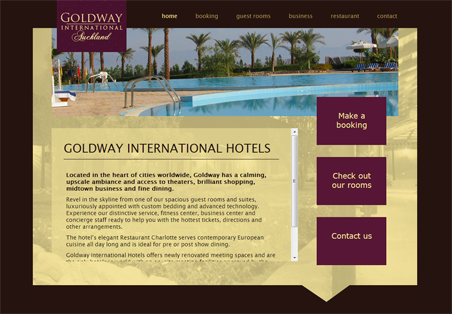 GOLDWAY
INTERNATIONAL
Auckland
home booking guest rooms business restaurant contact
GOLDWAY INTERNATIONAL HOTELS
Located in the heart of cities worldwide, Goldway has a calming,
upscale ambiance and access to theaters, brilliant shopping,
midtown business and fine dining.
Revel in the skyline from one of our spacious guest rooms and suites,
luxuriously appointed with custom bedding and advanced technology.
Experience our distinctive service, fitness center, business center and
concierge staff ready to help you with the hottest tickets, directions and
other arrangements.
The hotel's elegant Restaurant Charlotte serves contemporary European
cuisine all day long and is ideal for pre or post show dining.
Goldway International Hotels offers newly renovated meeting spaces and are
Make a
booking
Check out
our rooms
Contact us